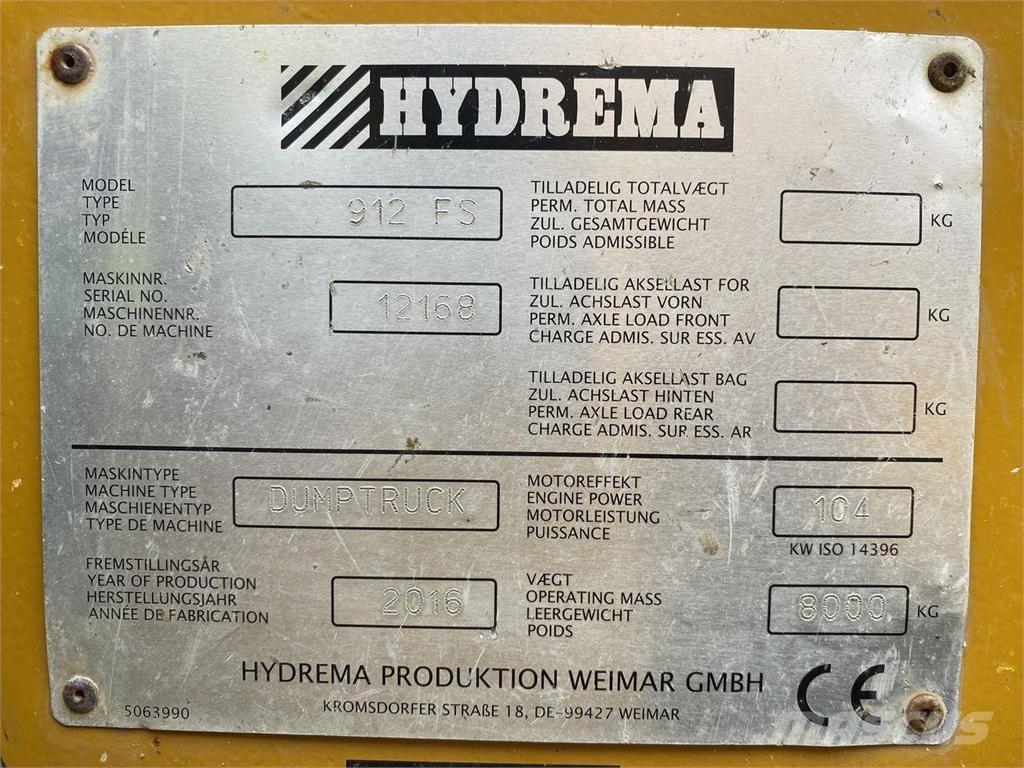 HYDREMA
MODEL
TYPE
TYP
MODÉLE
912 FS
MASKINNR.
SERIAL NO.
MASCHINENNR.
NO. DE MACHINE
12168
TILLADELIG TOTALVÆGT
PERM. TOTAL MASS
ZUL. GESAMTGEWICHT
POIDS ADMISSIBLE
KG
TILLADELIG AKSELLAST FOR
ZUL. ACHSLAST VORN
PERM. AXLE LOAD FRONT
CHARGE ADMIS. SUR ESS. AV
KG
TILLADELIG AKSELLAST BAG
ZUL. ACHSLAST HINTEN
PERM. AXLE LOAD REAR
CHARGE ADMIS. SUR ESS. AR
KG
MASKINTYPE
MACHINE TYPE
MASCHIENENTYP
TYPE DE MACHINE
DUMPTRUCK
FREMSTILLINGSÅR
YEAR OF PRODUCTION
HERSTELLUNGSJAHR
ANNÉE DE FABRICATION
2016
MOTOREFFEKT
ENGINE POWER
MOTORLEISTUNG
PUISSANCE
104
KW ISO 14396
VÆGT
OPERATING MASS
LEERGEWICHT
POIDS
8000
KG
HYDREMA PRODUKTION WEIMAR GMBH
KROMSDORFER STRAßE 18, DE-99427 WEIMAR
5063990
CE
MASCUS